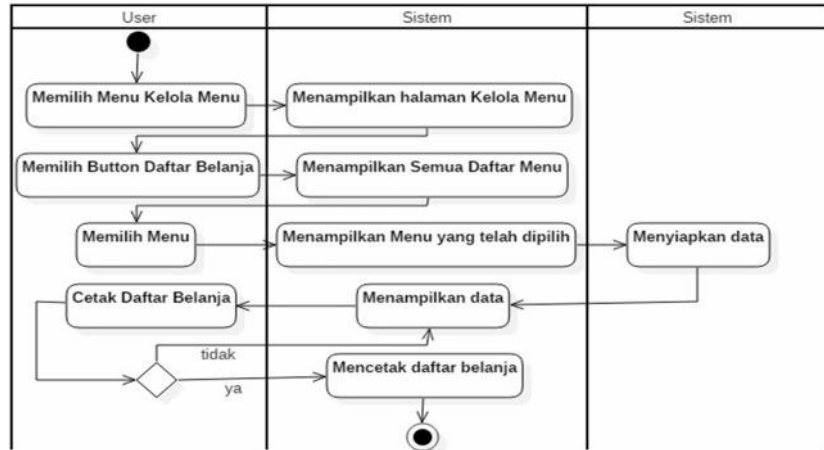 User
Sistem
Sistem
Memilih Menu Kelola Menu
Menampilkan halaman Kelola Menu
Memilih Button Daftar Belanja
Menampilkan Semua Daftar Menu
Memilih Menu
Menampilkan Menu yang telah dipilih
Menyiapkan data
Cetak Daftar Belanja
Menampilkan data
tidak
ya
Mencetak daftar belanja